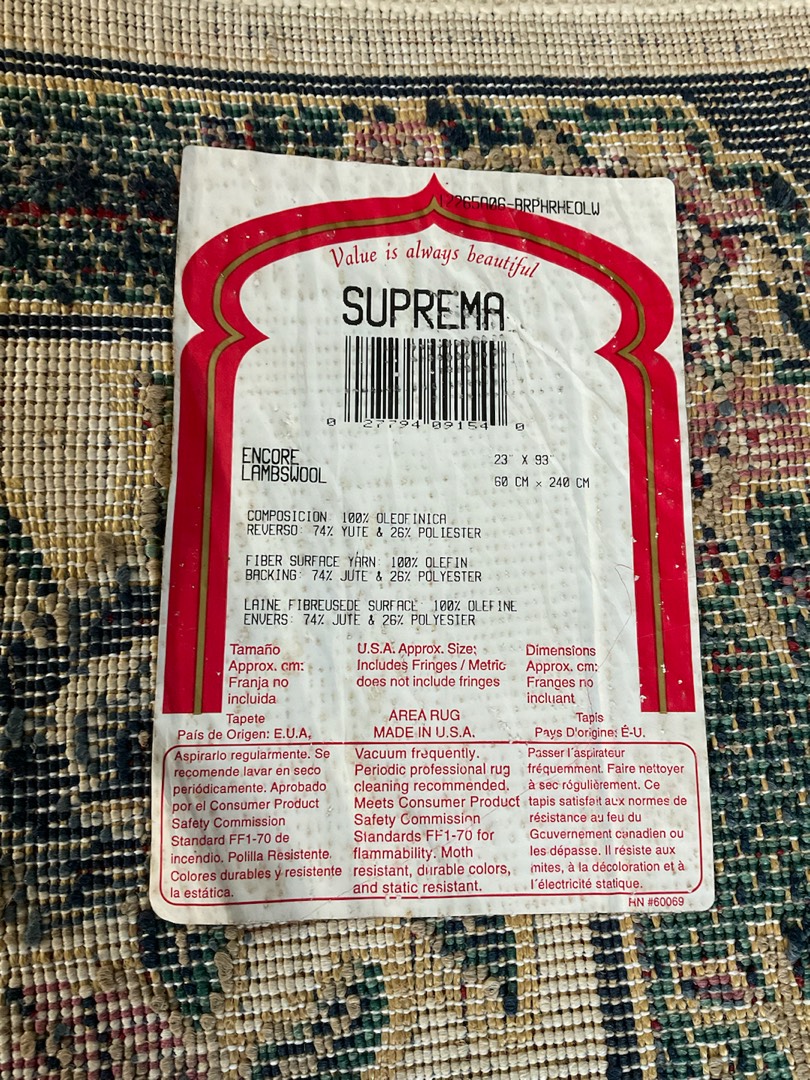 Value is always beautiful
SUPREMA
0 27794 09154 0
ENCORE
LAMBSWOOL
23" X 93"
60 CM x 240 CM
COMPOSICION 100% OLEOFINICA
REVERSO: 74% YUTE & 26% POLIESTER
FIBER SURFACE YARN: 100% OLEFIN
BACKING: 74% JUTE & 26% POLYESTER
LAINE FIBREUSEDE SURFACE 100% OLEFINE
ENVERS: 74% JUTE & 26% POLYESTER
Tamaño
Approx. cm:
Franja no
incluida
U.S.A. Approx. Size:
Includes Fringes / Metric
does not include fringes
Dimensions
Approx. cm:
Franges no
incluant
Tapete
País de Origen: E.U.A.
AREA RUG
MADE IN U.S.A.
Tapis
Pays D'origine: É-U.
Aspirarlo regularmente. Se
recomende lavar en seco
periódicamente. Aprobado
por el Consumer Product
Safety Commission
Standard FF1-70 de
incendio. Polilla Resistente.
Colores durables y resistente
la estática.
Vacuum frequently.
Periodic professional rug
cleaning recommended.
Meets Consumer Product
Safety Commission
Standards FF1-70 for
flammability. Moth
resistant, durable colors,
and static resistant.
Passer l'aspirateur
fréquemment. Faire nettoyer
à sec régulièrement. Ce
tapis satisfait aux normes de
résistance au feu du
Gouvernement canadien ou
les dépasse. Il résiste aux
mites, à la décoloration et à
l'électricité statique.
HN #60069